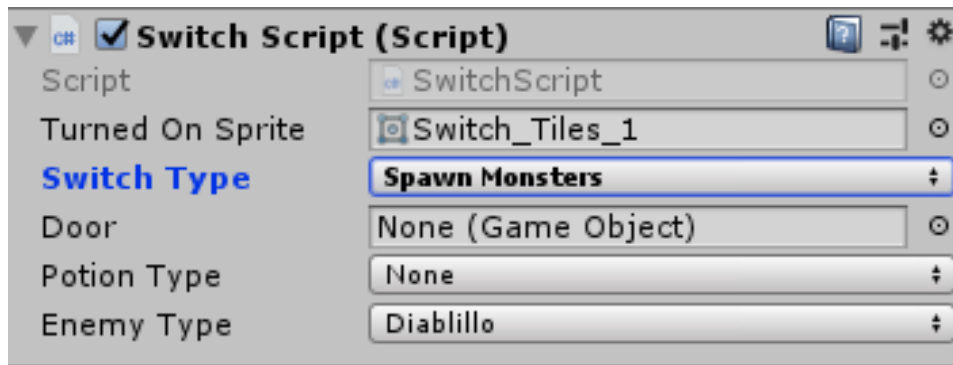 Switch Script (Script)
Script SwitchScript
Turned On Sprite Switch_Tiles_1
Switch Type Spawn Monsters
Door None (Game Object)
Potion Type None
Enemy Type Diablillo